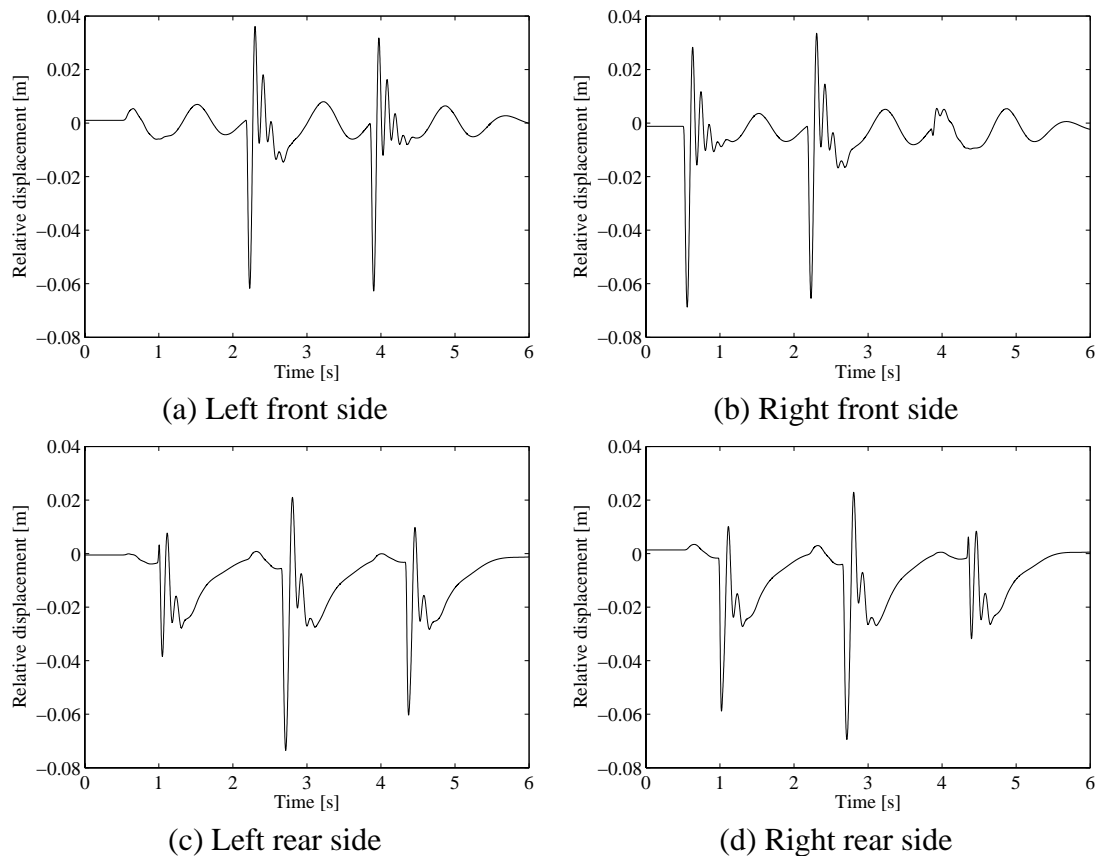 0.04
0.02
0
−0.02
−0.04
−0.06
−0.08
Relative displacement [m]
0 1 2 3 4 5 6
Time [s]
(a) Left front side
0.04
0.02
0
−0.02
−0.04
−0.06
−0.08
Relative displacement [m]
0 1 2 3 4 5 6
Time [s]
(b) Right front side
0.04
0.02
0
−0.02
−0.04
−0.06
−0.08
Relative displacement [m]
0 1 2 3 4 5 6
Time [s]
(c) Left rear side
0.04
0.02
0
−0.02
−0.04
−0.06
−0.08
Relative displacement [m]
0 1 2 3 4 5 6
Time [s]
(d) Right rear side